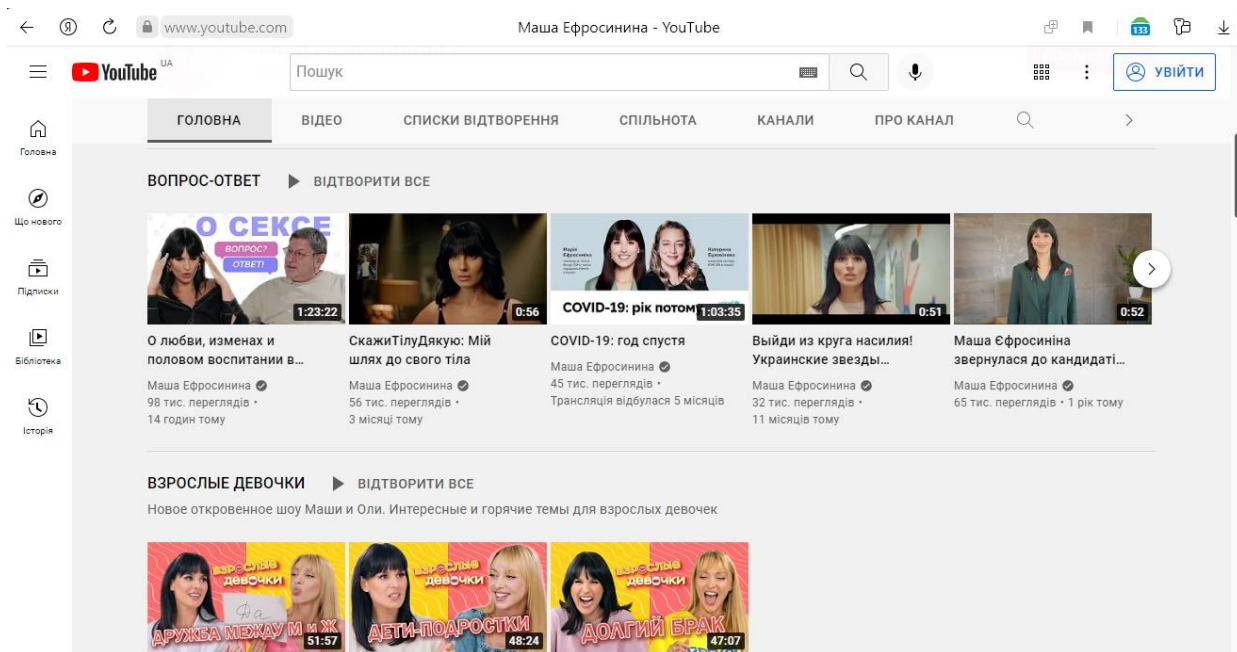 www.youtube.com
Маша Ефросинина - YouTube
133
YouTube UA
Пошук
УВІЙТИ
ГОЛОВНА ВІДЕО СПИСКИ ВІДТВОРЕННЯ СПІЛЬНОТА КАНАЛИ ПРО КАНАЛ
Головна
Що нового
Підписки
Бібліотека
Історія
ВОПРОС-ОТВЕТ ВІДТВОРИТИ ВСЕ
О СЕКСЕ
ВОПРОС?
ОТВЕТ!
1:23:22
О любви, изменах и
половом воспитании в...
Маша Ефросинина
98 тис. переглядів •
14 годин тому
0:56
СкажиТілуДякую: Мій
шлях до свого тіла
Маша Ефросинина
56 тис. переглядів •
3 місяці тому
COVID-19: рік потому
1:03:35
COVID-19: год спустя
Маша Ефросинина
45 тис. переглядів •
Трансляція відбулася 5 місяців
0:51
Выйди из круга насилия!
Украинские звезды...
Маша Ефросинина
32 тис. переглядів •
11 місяців тому
0:52
Маша Єфросиніна
звернулася до кандидаті...
Маша Ефросинина
65 тис. переглядів • 1 рік тому
ВЗРОСЛЫЕ ДЕВОЧКИ ВІДТВОРИТИ ВСЕ
Новое откровенное шоу Маши и Оли. Интересные и горячие темы для взрослых девочек
взрослые
девочки
Да
ДРУЖБА МЕЖДУ М и Ж
51:57
взрослые
девочки
ДЕТИ-ПОДРОСТКИ
48:24
взрослые
девочки
ДОЛГИЙ БРАК
47:07